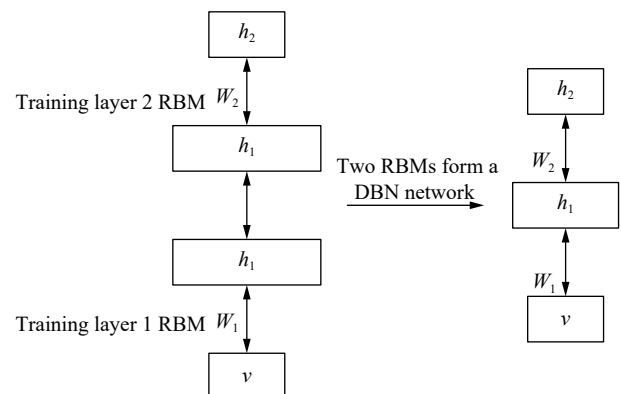 h₂
Training layer 2 RBM W₂
h₁
h₁
Training layer 1 RBM W₁
v
Two RBMs form a
DBN network
h₂
W₂
h₁
W₁
v